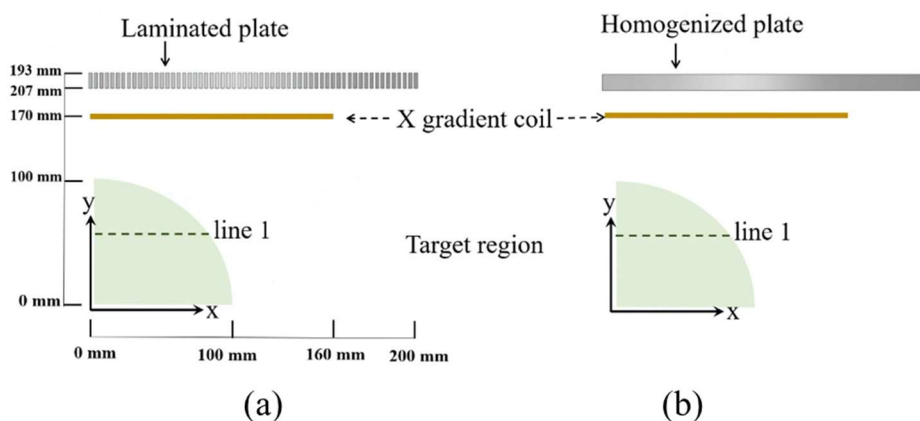 Laminated plate
Homogenized plate
193 mm
207 mm
170 mm
X gradient coil
100 mm
y
line 1
y
line 1
Target region
0 mm
x
x
0 mm
100 mm
160 mm
200 mm
(a)
(b)